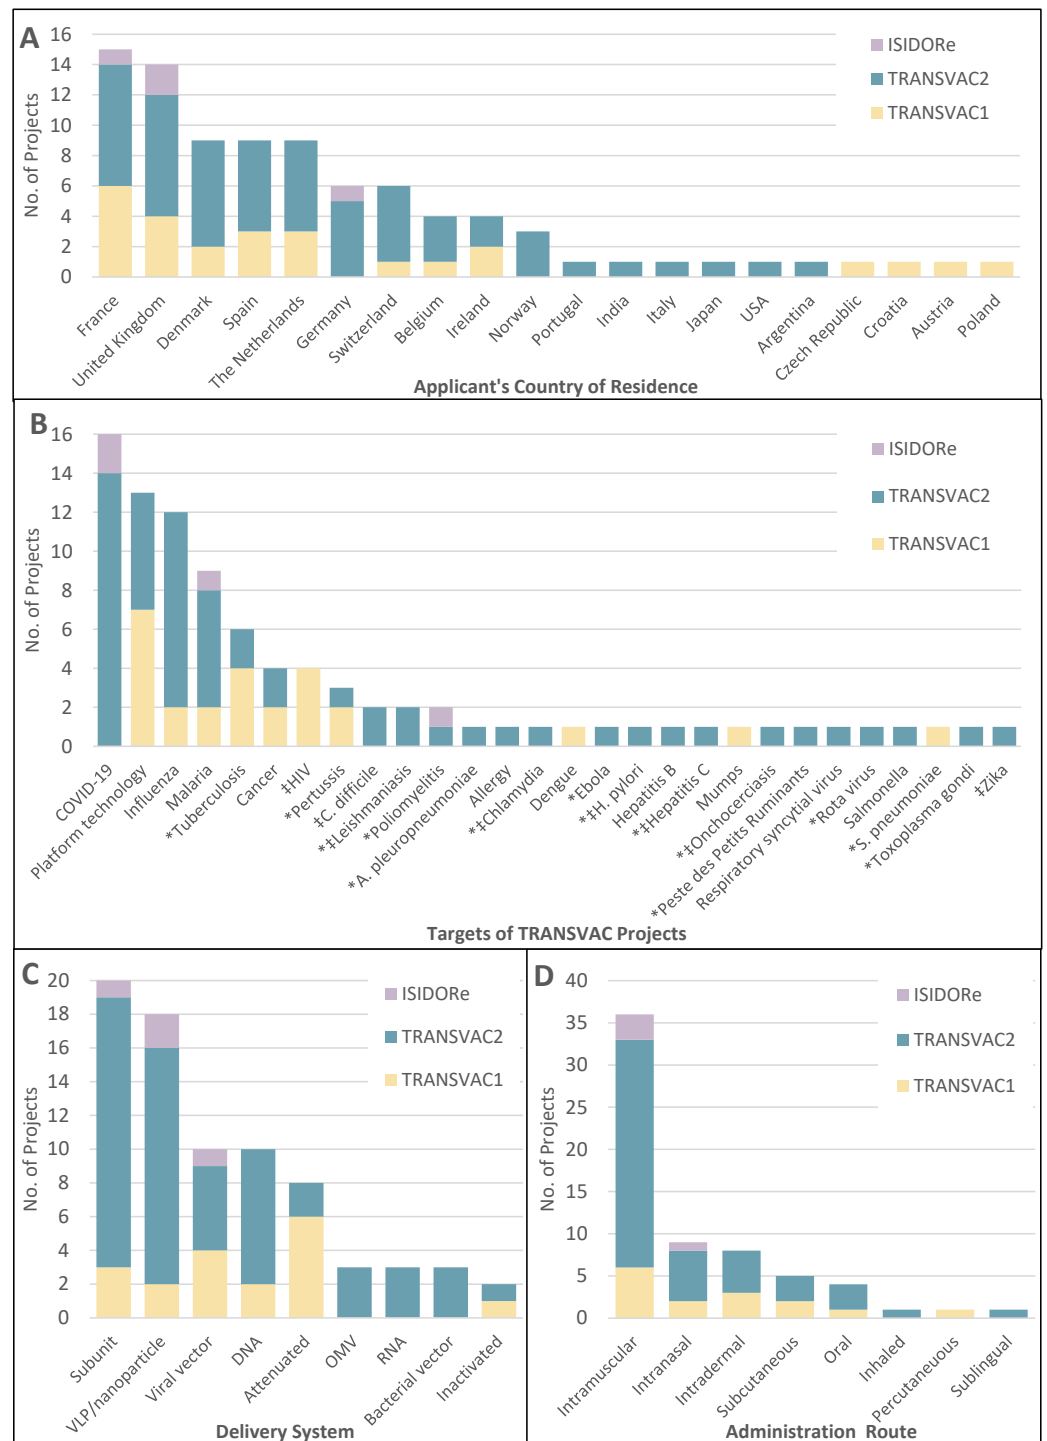 A
16
14
12
10
8
6
4
2
0
No. of Projects
ISIDORe
TRANSVAC2
TRANSVAC1
France
United Kingdom
Denmark
Spain
The Netherlands
Germany
Switzerland
Belgium
Ireland
Norway
Portugal
India
Italy
Japan
USA
Argentina
Czech Republic
Croatia
Austria
Poland
Applicant's Country of Residence
B
16
14
12
10
8
6
4
2
0
No. of Projects
ISIDORe
TRANSVAC2
TRANSVAC1
COVID-19
Platform technology
Influenza
Malaria
*Tuberculosis
Cancer
‡HIV
*Pertussis
‡C. difficile
*‡Leishmaniasis
*Poliomyelitis
*A. pleuropneumoniae
Allergy
*‡Chlamydia
Dengue
*Ebola
*‡H. pylori
Hepatitis B
*‡Hepatitis C
Mumps
*‡Onchocerciasis
*Peste des Petits Ruminants
Respiratory syncytial virus
*Rota virus
Salmonella
*S. pneumoniae
*Toxoplasma gondi
‡Zika
Targets of TRANSVAC Projects
C
20
18
16
14
12
10
8
6
4
2
0
No. of Projects
ISIDORe
TRANSVAC2
TRANSVAC1
Subunit
VLP/nanoparticle
Viral vector
DNA
Attenuated
OMV
RNA
Bacterial vector
Inactivated
Delivery System
D
40
35
30
25
20
15
10
5
0
No. of Projects
ISIDORe
TRANSVAC2
TRANSVAC1
Intramuscular
Intranasal
Intradermal
Subcutaneous
Oral
Inhaled
Percutaneuous
Sublingual
Administration Route